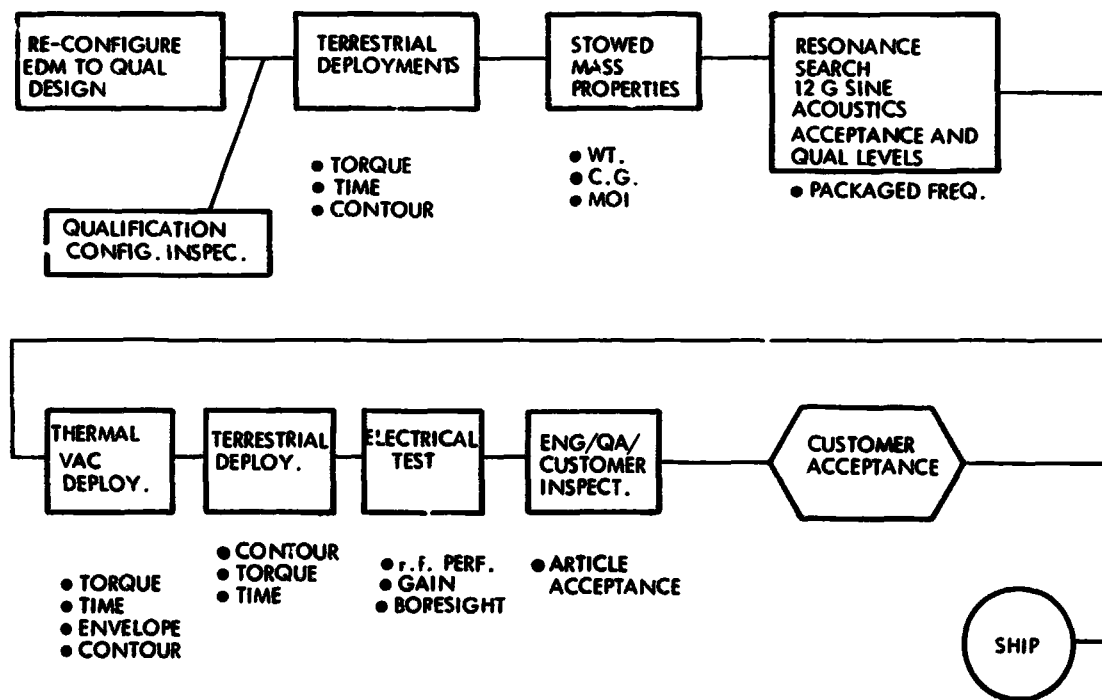 RE-CONFIGURE
EDM TO QUAL
DESIGN
TERRESTRIAL
DEPLOYMENTS
STOWED
MASS
PROPERTIES
RESONANCE
SEARCH
12 G SINE
ACOUSTICS
ACCEPTANCE AND
QUAL LEVELS
● TORQUE
● TIME
● CONTOUR
● WT.
● C.G.
● MOI
● PACKAGED FREQ.
QUALIFICATION
CONFIG. INSPEC.
THERMAL
VAC
DEPLOY.
TERRESTRIAL
DEPLOY.
ELECTRICAL
TEST
ENG/QA/
CUSTOMER
INSPECT.
CUSTOMER
ACCEPTANCE
● TORQUE
● TIME
● ENVELOPE
● CONTOUR
● CONTOUR
● TORQUE
● TIME
● r.f. PERF.
● GAIN
● BORESIGHT
● ARTICLE
ACCEPTANCE
SHIP